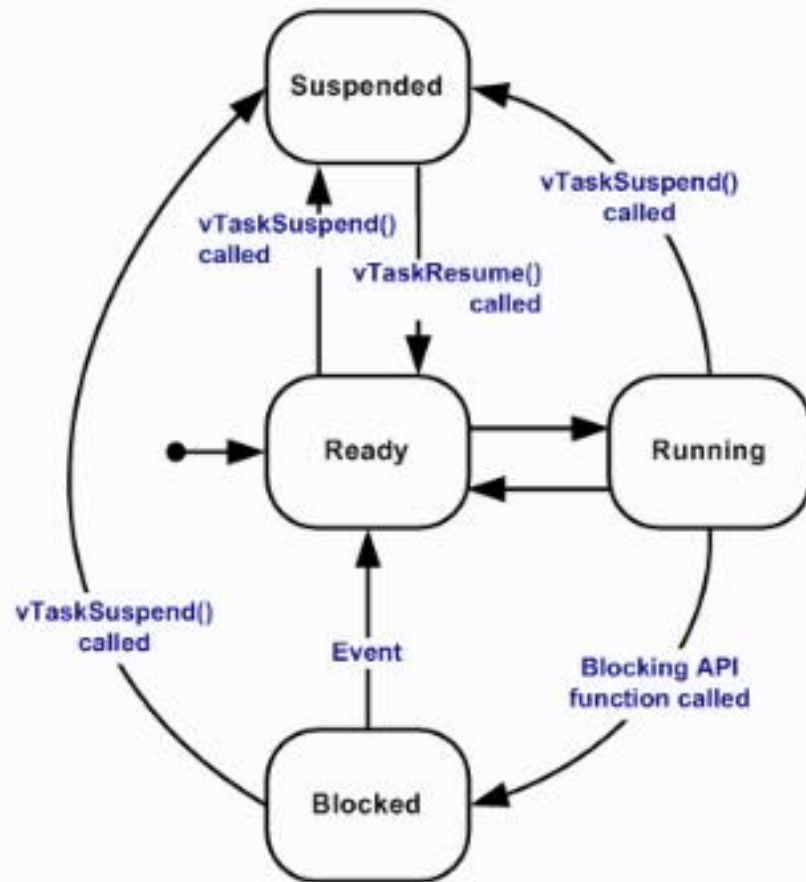 Suspended
vTaskSuspend()
called
vTaskSuspend()
called
vTaskResume()
called
Ready
Running
vTaskSuspend()
called
Event
Blocking API
function called
Blocked